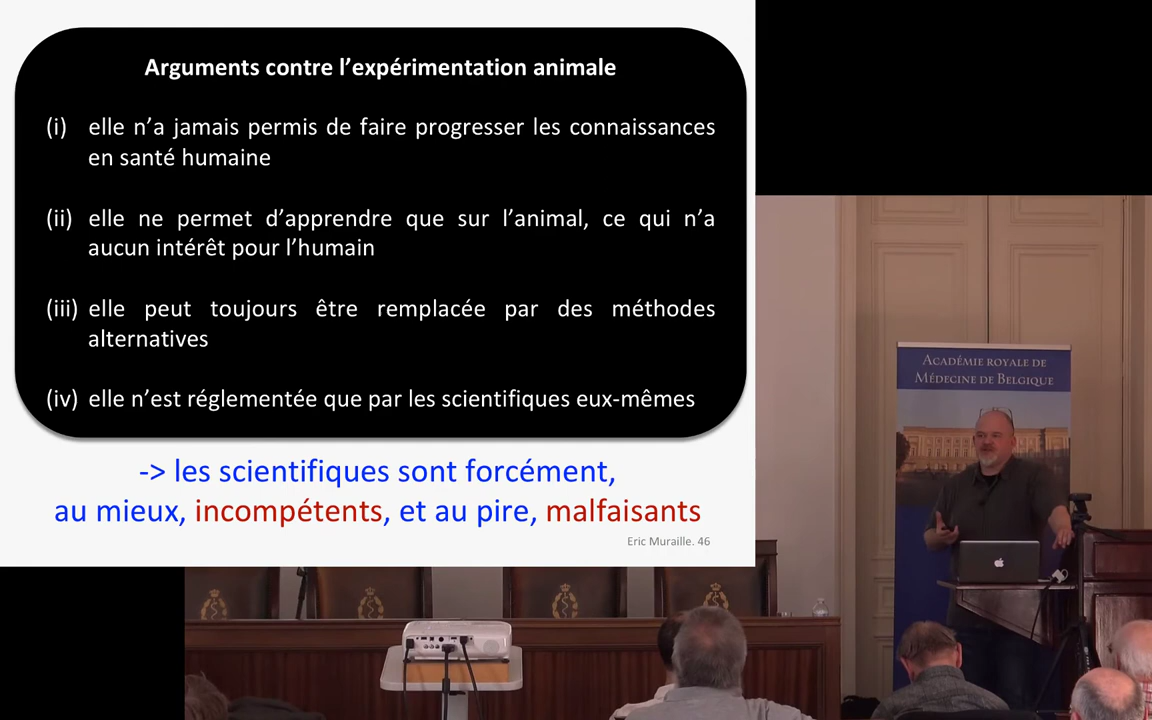 Arguments contre l’expérimentation animale
(i) elle n’a jamais permis de faire progresser les connaissances
en santé humaine
(ii) elle ne permet d’apprendre que sur l’animal, ce qui n’a
aucun intérêt pour l’humain
(iii) elle peut toujours être remplacée par des méthodes
alternatives
(iv) elle n’est réglementée que par les scientifiques eux-mêmes
-> les scientifiques sont forcément,
au mieux, incompétents, et au pire, malfaisants
Eric Muraille. 46
Académie royale de
Médecine de Belgique